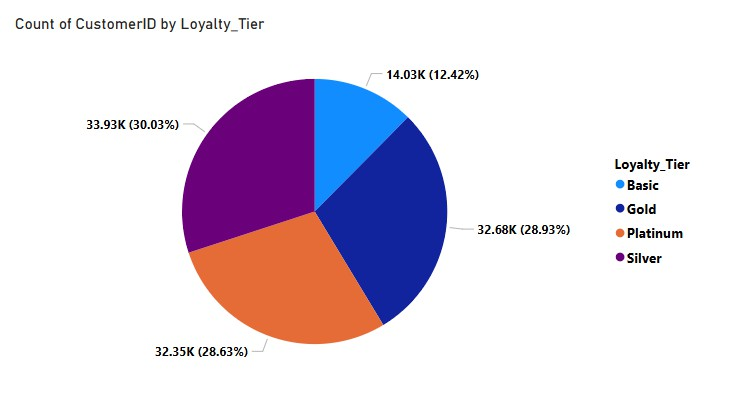 Count of CustomerID by Loyalty_Tier
14.03K (12.42%)
33.93K (30.03%)
32.68K (28.93%)
32.35K (28.63%)
Loyalty_Tier
Basic
Gold
Platinum
Silver